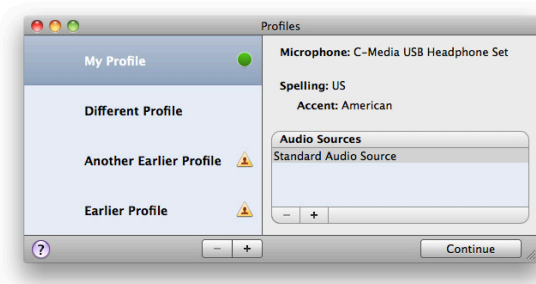 Profiles
My Profile
Different Profile
Another Earlier Profile
Earlier Profile
Microphone: C-Media USB Headphone Set
Spelling: US
Accent: American
Audio Sources
Standard Audio Source
− +
? − +
Continue